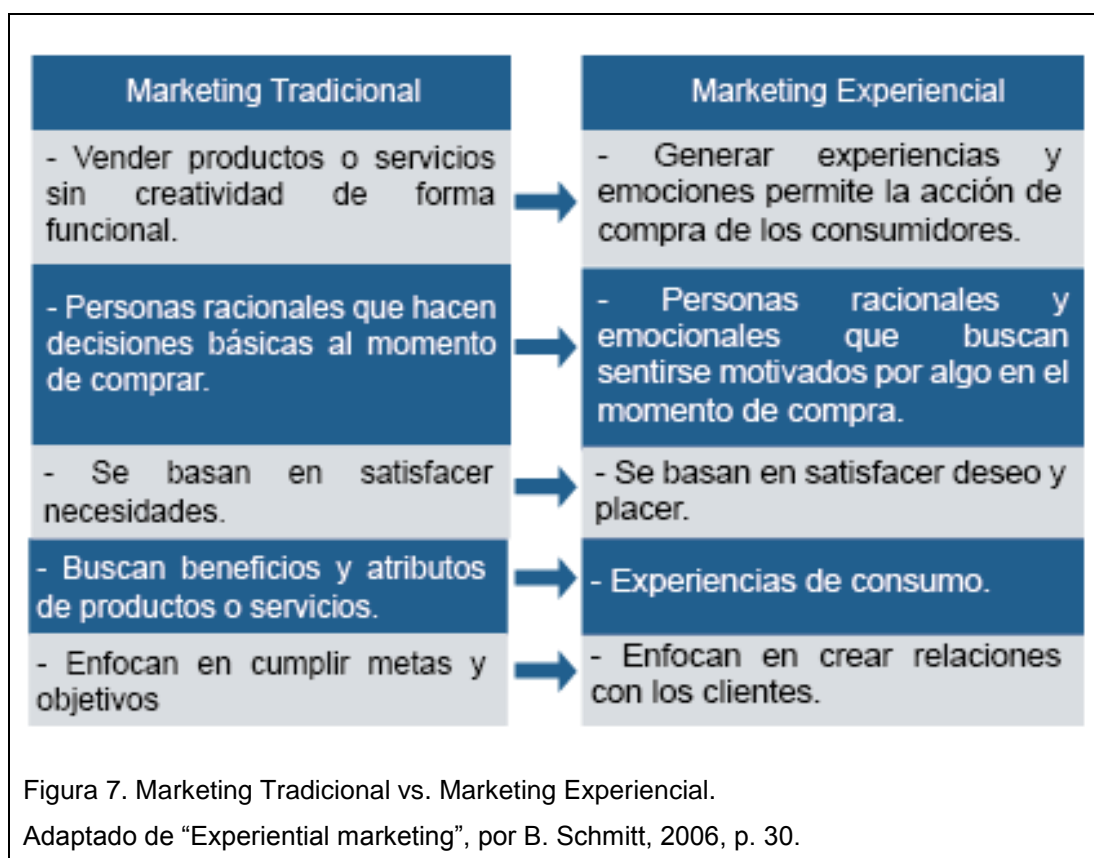 Marketing Tradicional
- Vender productos o servicios
sin creatividad de forma
funcional.
- Personas racionales que hacen
decisiones básicas al momento
de comprar.
- Se basan en satisfacer
necesidades.
- Buscan beneficios y atributos
de productos o servicios.
- Enfocan en cumplir metas y
objetivos
Marketing Experiencial
- Generar experiencias y
emociones permite la acción de
compra de los consumidores.
- Personas racionales y
emocionales que buscan
sentirse motivados por algo en el
momento de compra.
- Se basan en satisfacer deseo y
placer.
- Experiencias de consumo.
- Enfocan en crear relaciones
con los clientes.
Figura 7. Marketing Tradicional vs. Marketing Experiencial.
Adaptado de “Experiential marketing”, por B. Schmitt, 2006, p. 30.